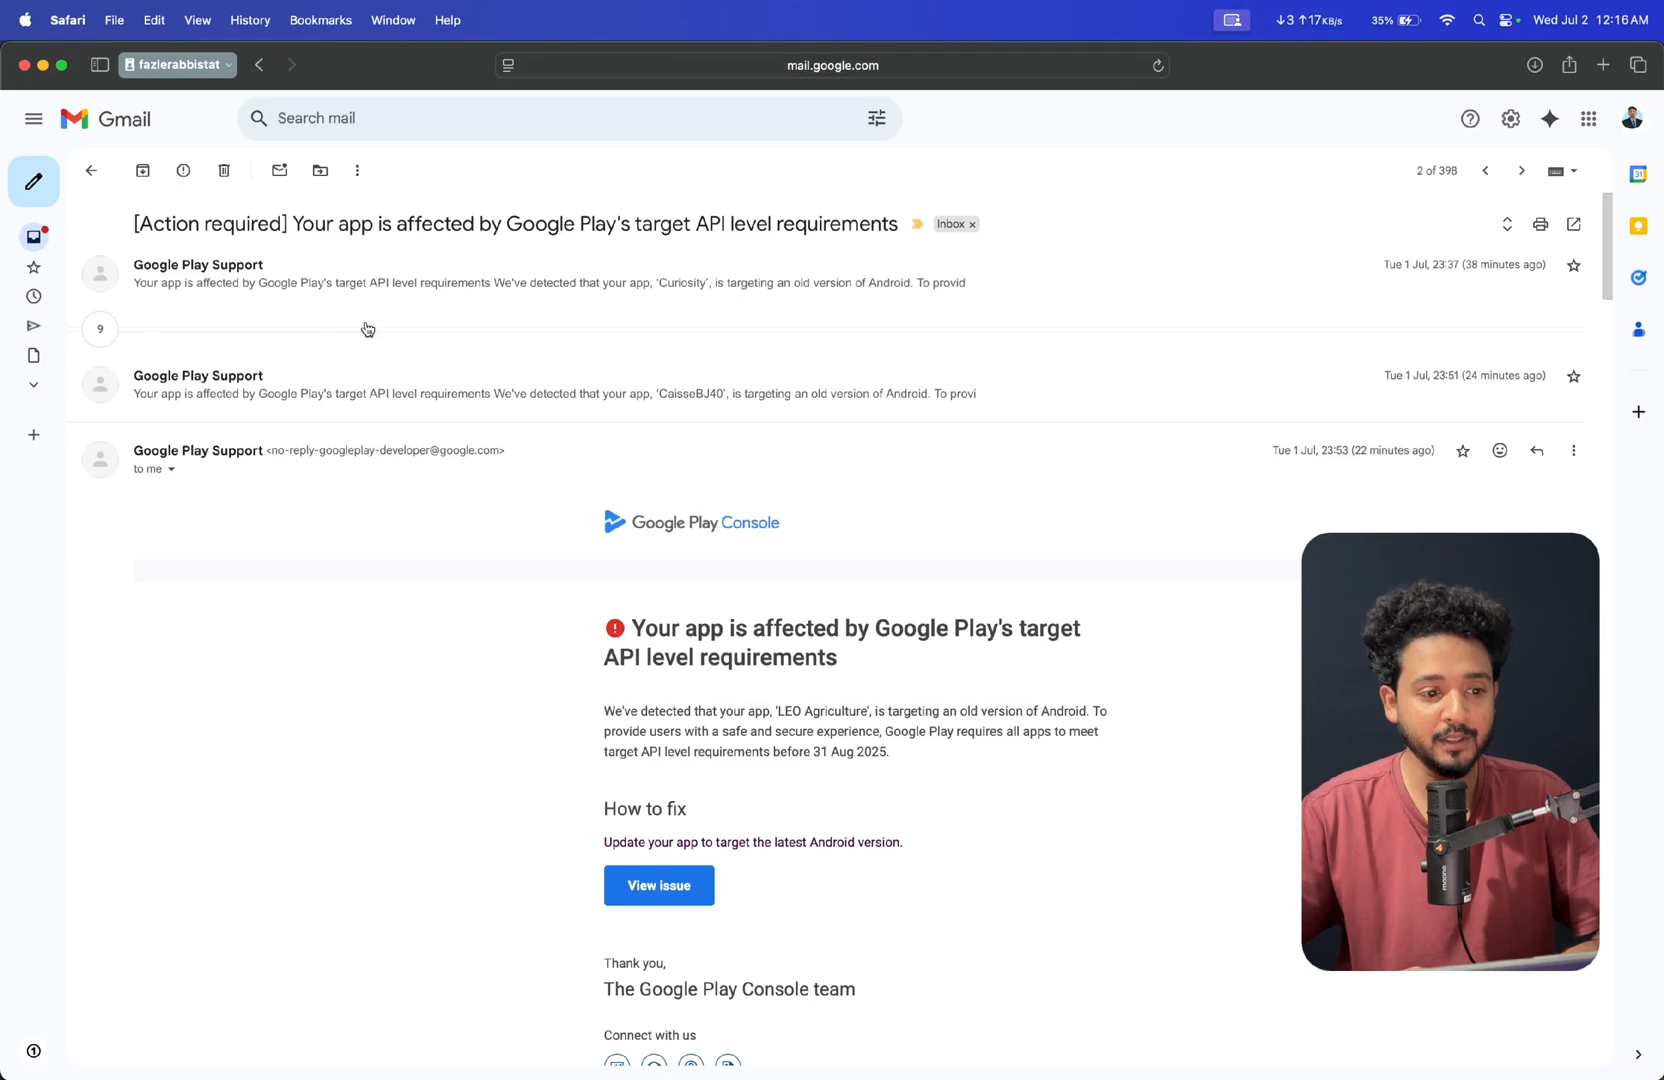 Safari File Edit View History Bookmarks Window Help
↓3 ↑17KB/s 35% Wed Jul 2 12:16AM
fazlerabbistat
mail.google.com
Gmail
Search mail
2 of 398
31
[Action required] Your app is affected by Google Play's target API level requirements
Inbox ×
Google Play Support
Tue 1 Jul, 23:37 (38 minutes ago)
Your app is affected by Google Play's target API level requirements We've detected that your app, 'Curiosity', is targeting an old version of Android. To provid
9
Google Play Support
Tue 1 Jul, 23:51 (24 minutes ago)
Your app is affected by Google Play's target API level requirements We've detected that your app, 'CaisseBJ40', is targeting an old version of Android. To provi
Google Play Support <no-reply-googleplay-developer@google.com>
Tue 1 Jul, 23:53 (22 minutes ago)
to me
Google Play Console
Your app is affected by Google Play's target
API level requirements
We've detected that your app, 'LEO Agriculture', is targeting an old version of Android. To
provide users with a safe and secure experience, Google Play requires all apps to meet
target API level requirements before 31 Aug 2025.
How to fix
Update your app to target the latest Android version.
View issue
Thank you,
The Google Play Console team
Connect with us
maono